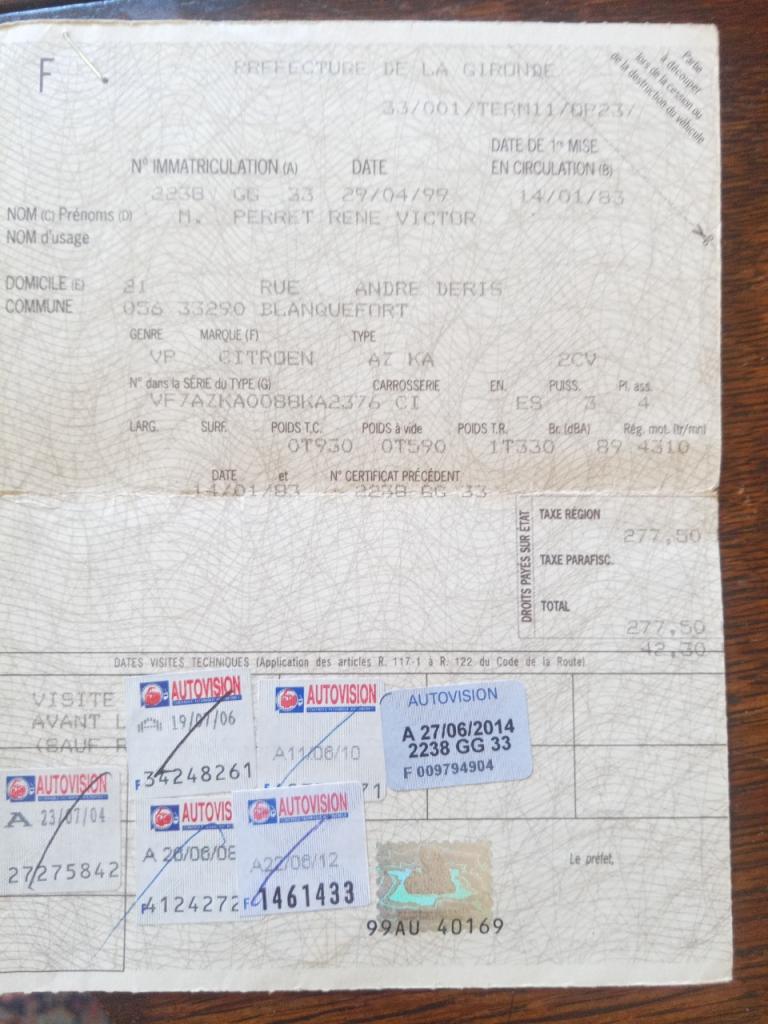 F
PREFECTURE DE LA GIRONDE
33/001/TERM11/OP23/
Partie
à découper
lors de la cession ou
de la destruction du véhicule
DATE DE 1re MISE
N° IMMATRICULATION (A) DATE EN CIRCULATION (B)
2238 GG 33 29/04/99 14/01/83
NOM (C) Prénoms (D) M. PERRET RENE VICTOR
NOM d'usage
DOMICILE (E) 21 RUE ANDRE DERIS
COMMUNE 056 33290 BLANQUEFORT
GENRE MARQUE (F) TYPE
VP CITROEN AZ KA 2CV
N° dans la SÉRIE du TYPE (G) CARROSSERIE EN. PUISS. Pl. ass.
VF7AZKA00BBKA2376 CI ES 3 4
LARG. SURF. POIDS T.C. POIDS à vide POIDS T.R. Br. (dBA) Rég. mot. (tr/mn)
0T930 0T590 1T330 89 4310
DATE et N° CERTIFICAT PRÉCÉDENT
14/01/83 2238 GG 33
DROITS PAYÉS SUR ÉTAT
TAXE RÉGION
277,50
TAXE PARAFISC.
TOTAL
277,50
42,30
DATES VISITES TECHNIQUES (Application des articles R. 117-1 à R. 122 du Code de la Route)
VISITE
AVANT L
(SAUF R
AUTOVISION
19/07/06
F34248261
AUTOVISION
A11/06/10
71
AUTOVISION
A 27/06/2014
2238 GG 33
F 009794904
AUTOVISION
A 23/07/04
27275842
AUTOVIS
A 26/06/08
F4124272
AUTOVISION
A22/06/12
F1461433
Le préfet,
99AU 40169